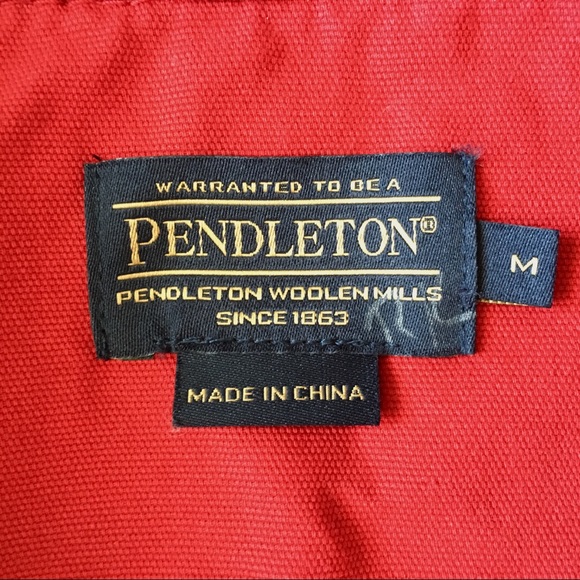 WARRANTED TO BE A
PENDLETON®
PENDLETON WOOLEN MILLS
SINCE 1863
M
MADE IN CHINA